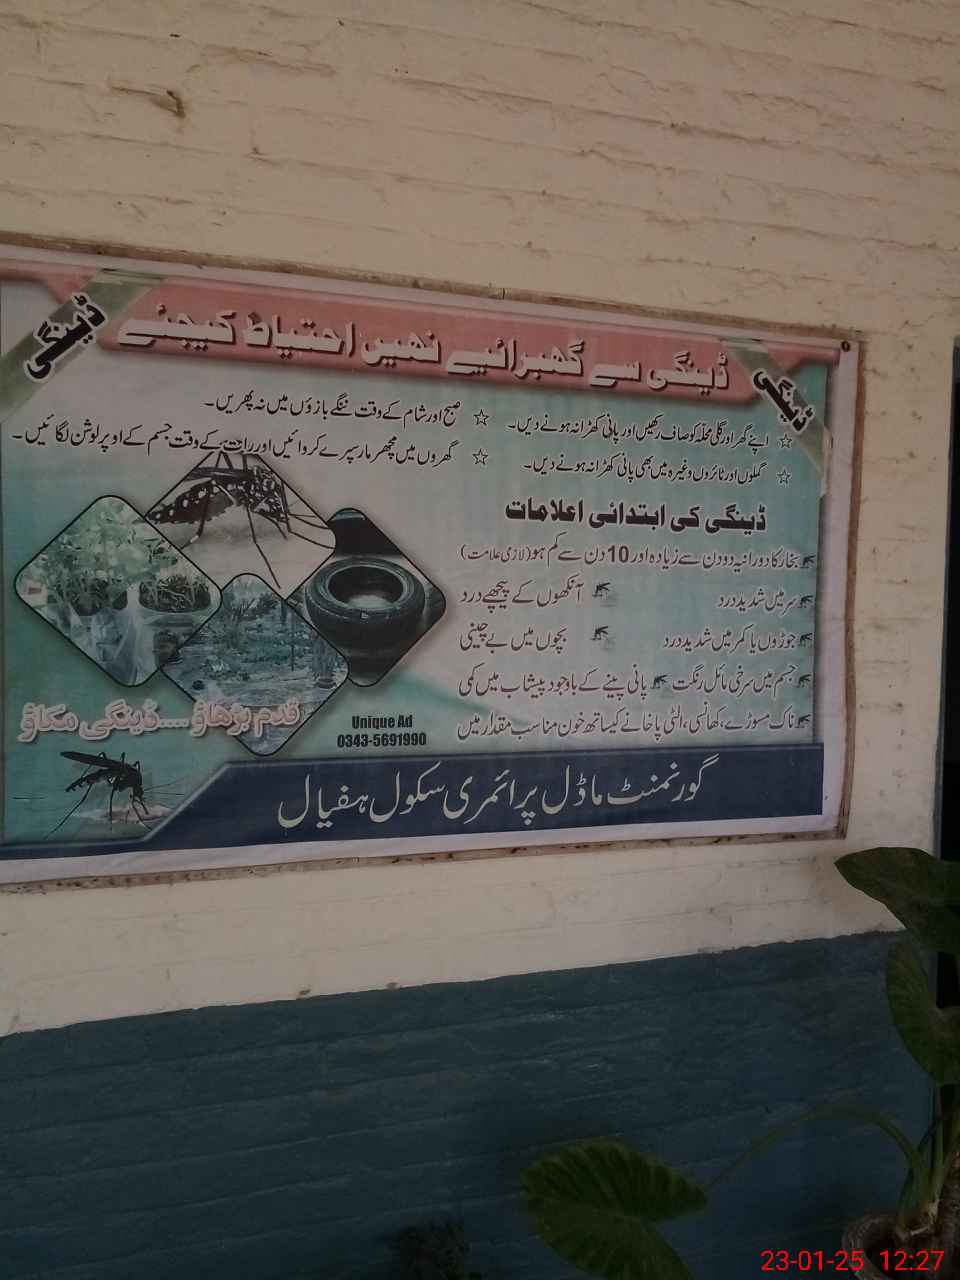 ڈینگی
ڈینگی سے گھبرائیے نھیں احتیاط کیجئے
ڈینگی
اپنے گھر اور گلی محلہ کو صاف رکھیں اور پانی کھڑا نہ ہونے دیں۔
صبح اور شام کے وقت ننگے بازؤں میں نہ پھریں۔
گملوں اور ٹائروں وغیرہ میں بھی پانی کھڑا نہ ہونے دیں۔
گھروں میں مچھر مار سپرے کروائیں اور رات کے وقت جسم کے اوپر لوشن لگائیں۔
ڈینگی کی ابتدائی اعلامات
بخار کا دورانیہ دو دن سے زیادہ اور 10 دن سے کم ہو (لازمی علامت)
سر میں شدید درد
آنکھوں کے پیچھے درد
جوڑوں یا کمر میں شدید درد
بچوں میں بے چینی
جسم میں سرخی مائل رنگت
پانی پینے کے باوجود پیشاب میں کمی
ناک مسوڑے، کھانسی، الٹی پاخانے کیساتھ خون مناسب مقدار میں
قدم بڑھاؤ .... ڈینگی مکاؤ
Unique Ad
0343-5691990
گورنمنٹ ماڈل پرائمری سکول ہفیال
23-01-25 12:27